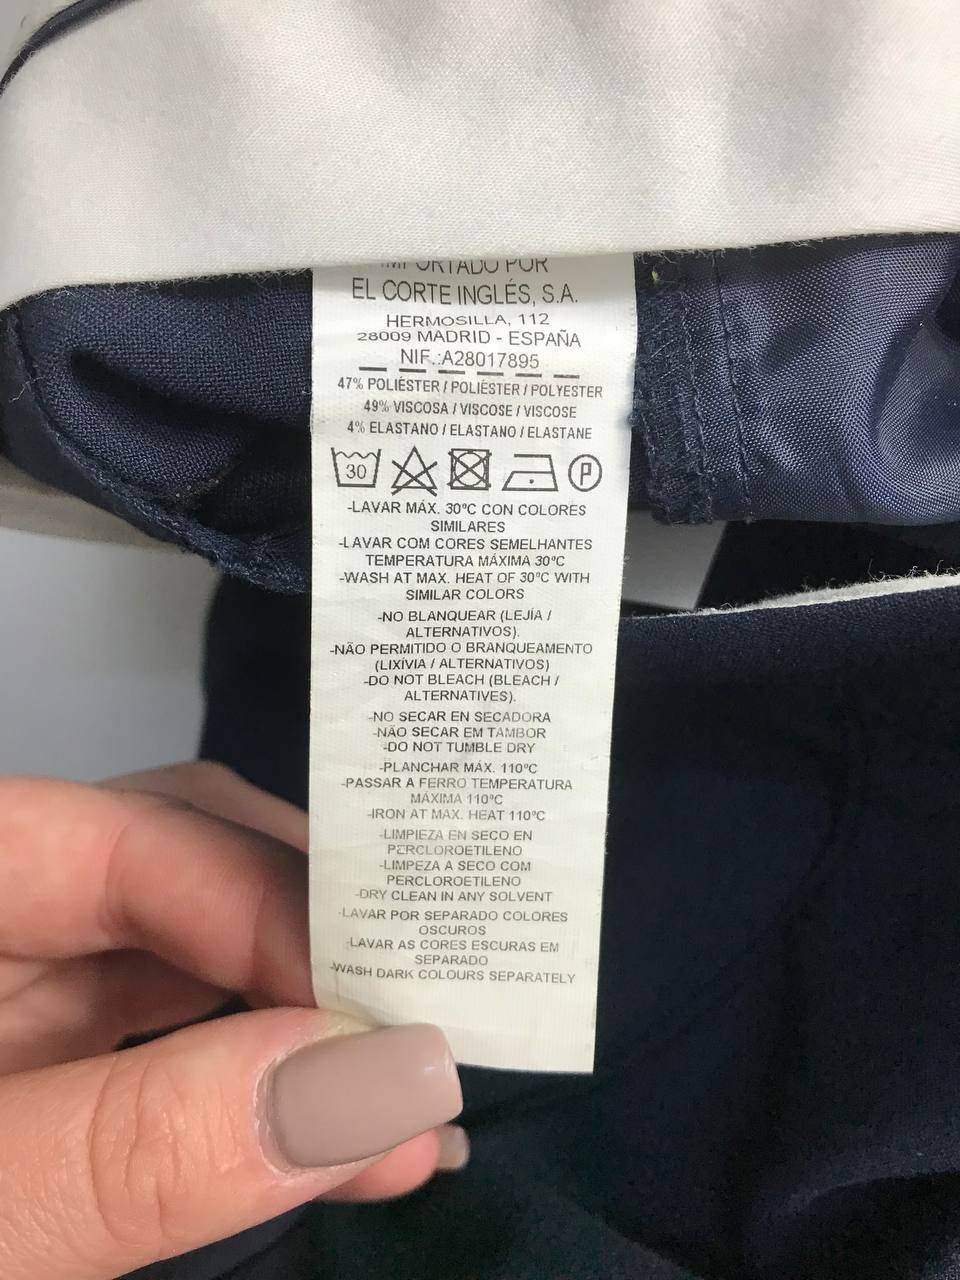 IMPORTADO POR
EL CORTE INGLÉS, S.A.
HERMOSILLA, 112
28009 MADRID - ESPAÑA
NIF.:A28017895
47% POLIÉSTER / POLIÉSTER / POLYESTER
49% VISCOSA / VISCOSE / VISCOSE
4% ELASTANO / ELASTANO / ELASTANE
30 P
-LAVAR MÁX. 30ºC CON COLORES
SIMILARES
-LAVAR COM CORES SEMELHANTES
TEMPERATURA MÁXIMA 30ºC
-WASH AT MAX. HEAT OF 30ºC WITH
SIMILAR COLORS
-NO BLANQUEAR (LEJÍA /
ALTERNATIVOS).
-NÃO PERMITIDO O BRANQUEAMENTO
(LIXÍVIA / ALTERNATIVOS)
-DO NOT BLEACH (BLEACH /
ALTERNATIVES).
-NO SECAR EN SECADORA
-NÃO SECAR EM TAMBOR
-DO NOT TUMBLE DRY
-PLANCHAR MÁX. 110ºC
-PASSAR A FERRO TEMPERATURA
MÁXIMA 110ºC
-IRON AT MAX. HEAT 110ºC
-LIMPIEZA EN SECO EN
PERCLOROETILENO
-LIMPEZA A SECO COM
PERCLOROETILENO
-DRY CLEAN IN ANY SOLVENT
-LAVAR POR SEPARADO COLORES
OSCUROS
-LAVAR AS CORES ESCURAS EM
SEPARADO
-WASH DARK COLOURS SEPARATELY